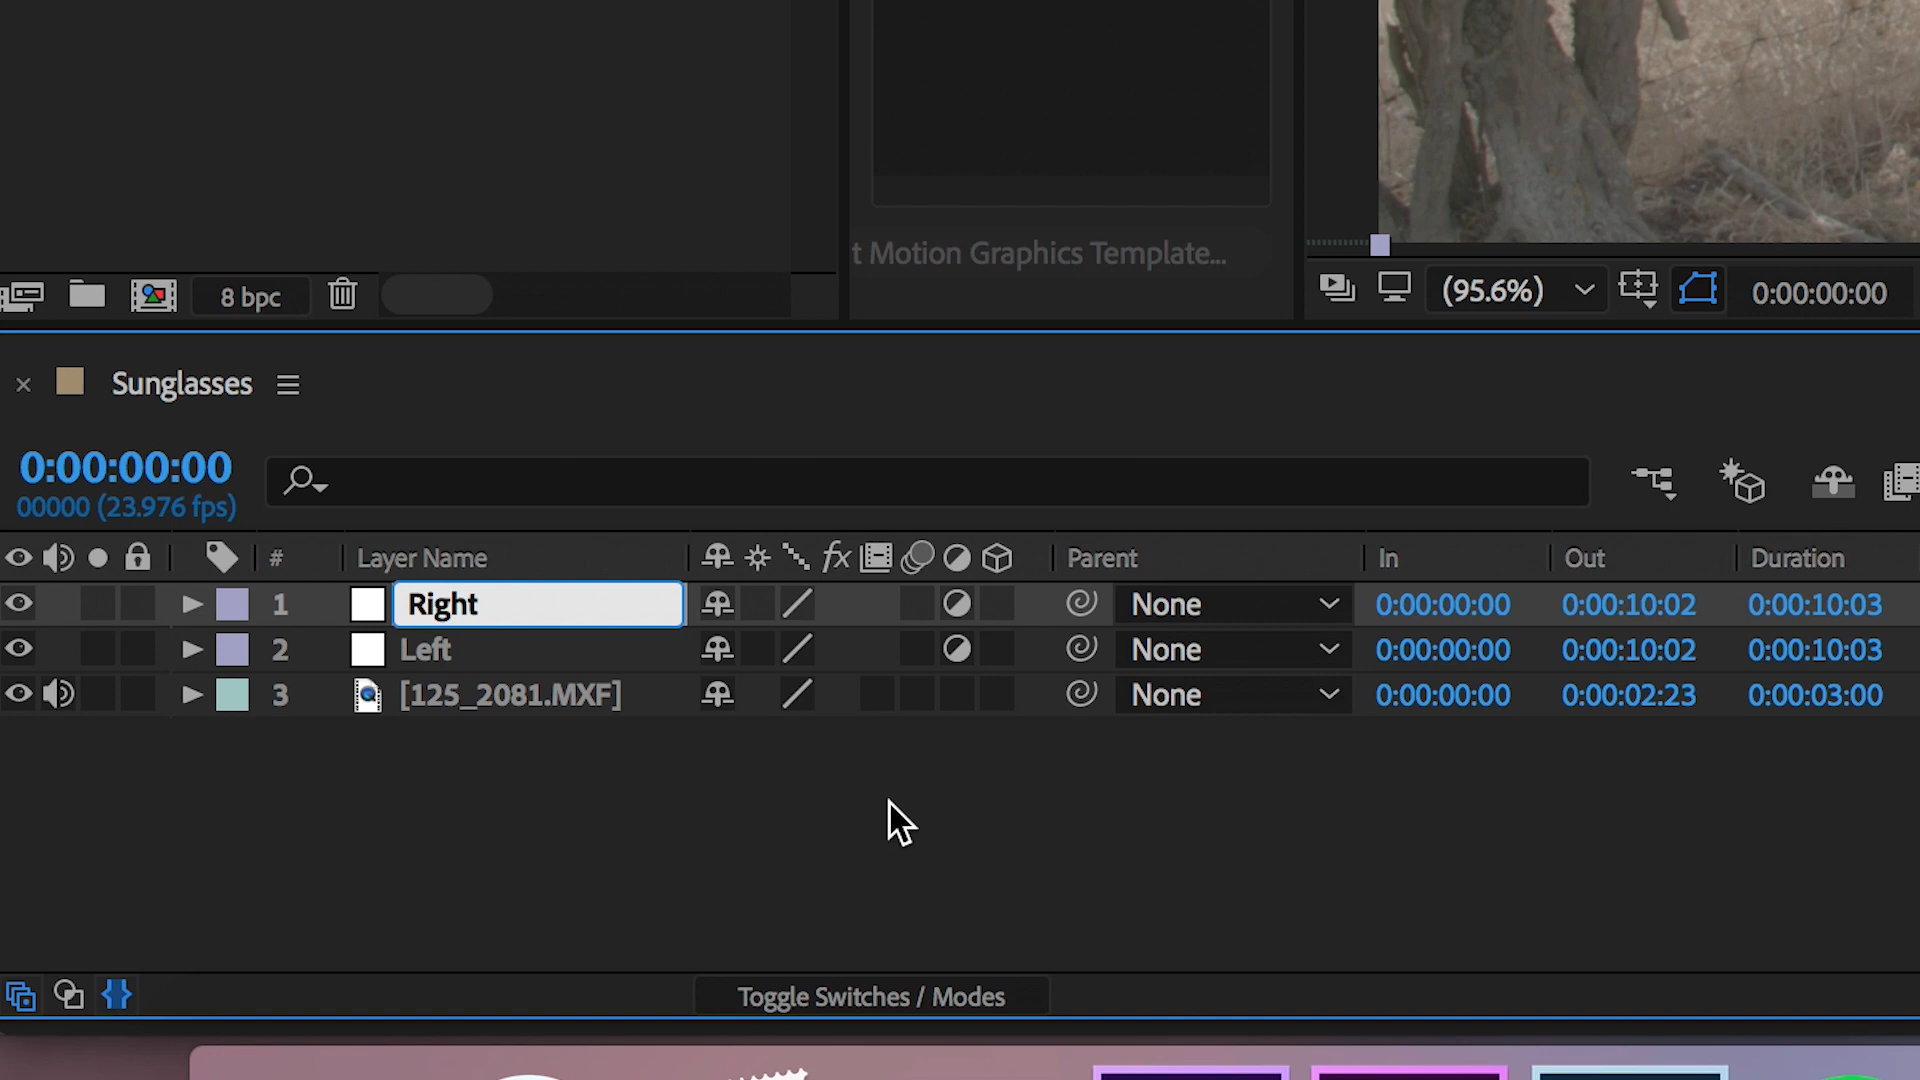 t Motion Graphics Template...
8 bpc
(95.6%)
0:00:00:00
Sunglasses
0:00:00:00
00000 (23.976 fps)
# Layer Name fx Parent In Out Duration
1 Right None 0:00:00:00 0:00:10:02 0:00:10:03
2 Left None 0:00:00:00 0:00:10:02 0:00:10:03
3 [125_2081.MXF] None 0:00:00:00 0:00:02:23 0:00:03:00
Toggle Switches / Modes